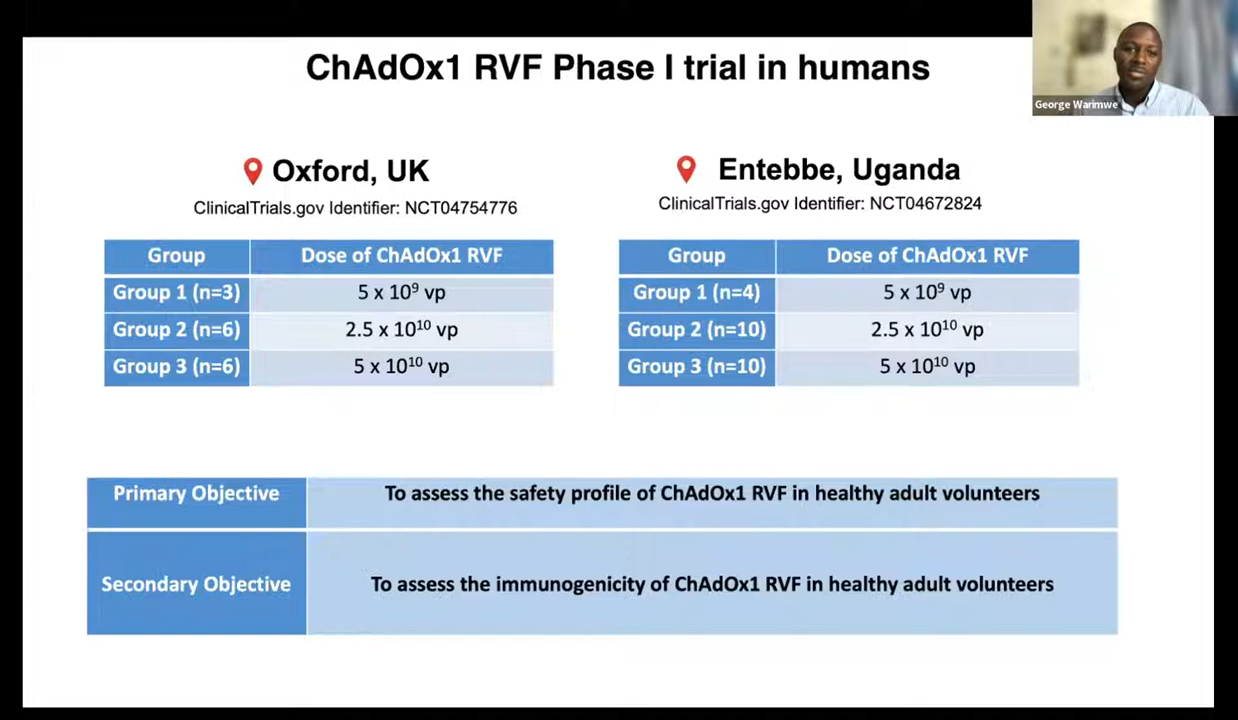 ChAdOx1 RVF Phase I trial in humans
George Warimwe
Oxford, UK
ClinicalTrials.gov Identifier: NCT04754776
Group Dose of ChAdOx1 RVF
Group 1 (n=3) 5 x 10⁹ vp
Group 2 (n=6) 2.5 x 10¹⁰ vp
Group 3 (n=6) 5 x 10¹⁰ vp
Entebbe, Uganda
ClinicalTrials.gov Identifier: NCT04672824
Group Dose of ChAdOx1 RVF
Group 1 (n=4) 5 x 10⁹ vp
Group 2 (n=10) 2.5 x 10¹⁰ vp
Group 3 (n=10) 5 x 10¹⁰ vp
Primary Objective To assess the safety profile of ChAdOx1 RVF in healthy adult volunteers
Secondary Objective To assess the immunogenicity of ChAdOx1 RVF in healthy adult volunteers